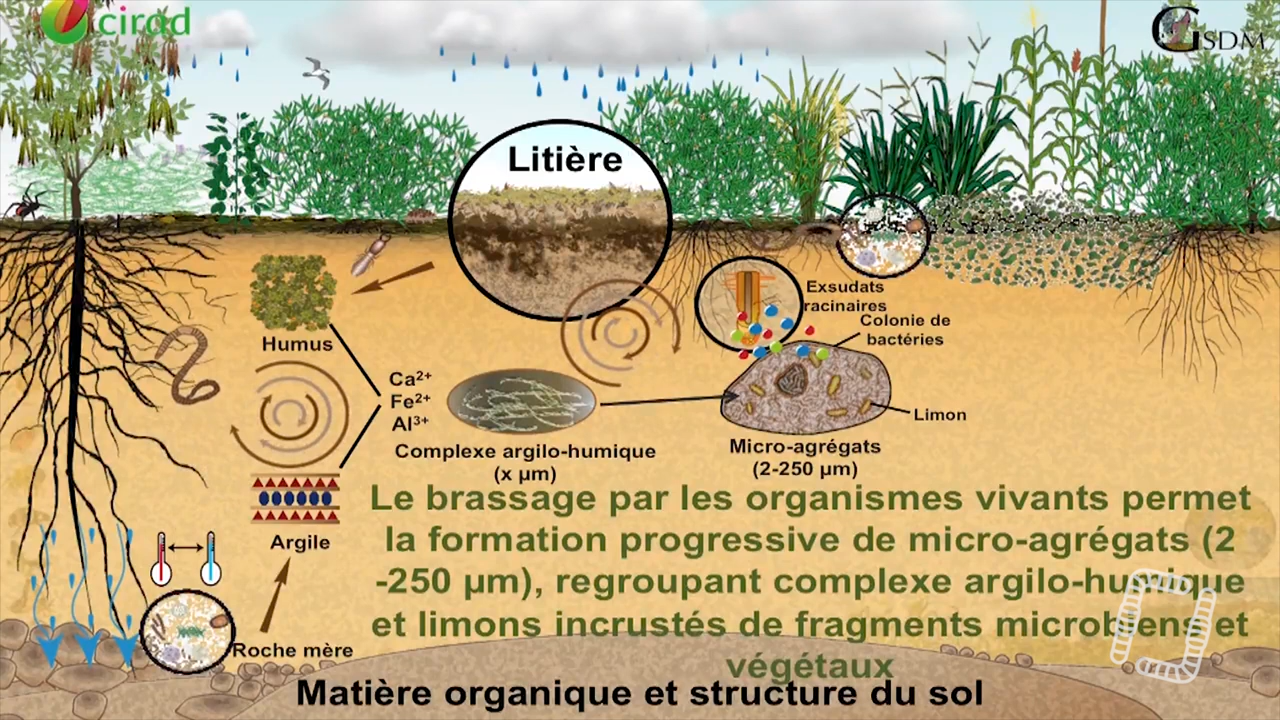 cirad
GSDM
Litière
Exsudats
racinaires
Colonie de
bactéries
Humus
Ca²⁺
Fe²⁺
Al³⁺
Limon
Complexe argilo-humique
(x µm)
Micro-agrégats
(2-250 µm)
Argile
Le brassage par les organismes vivants permet
la formation progressive de micro-agrégats (2
-250 µm), regroupant complexe argilo-humique
et limons incrustés de fragments microbiens et
végétaux
Roche mère
Matière organique et structure du sol